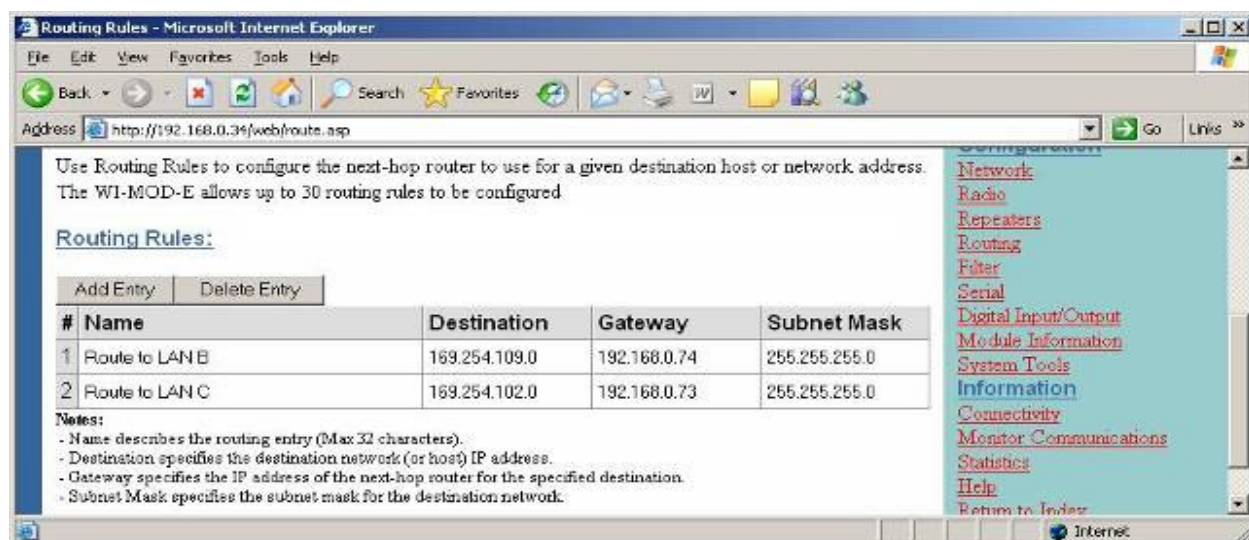 Routing Rules - Microsoft Internet Explorer
File Edit View Favorites Tools Help
Back Search Favorites
Address http://192.168.0.34/web/route.asp Go Links »
Use Routing Rules to configure the next-hop router to use for a given destination host or network address.
The WI-MOD-E allows up to 30 routing rules to be configured
Routing Rules:
Add Entry Delete Entry
# Name Destination Gateway Subnet Mask
1 Route to LAN B 169.254.109.0 192.168.0.74 255.255.255.0
2 Route to LAN C 169.254.102.0 192.168.0.73 255.255.255.0
Notes:
- Name describes the routing entry (Max 32 characters).
- Destination specifies the destination network (or host) IP address.
- Gateway specifies the IP address of the next-hop router for the specified destination.
- Subnet Mask specifies the subnet mask for the destination network.
Configuration
Network
Radio
Repeaters
Routing
Filter
Serial
Digital Input/Output
Module Information
System Tools
Information
Connectivity
Monitor Communications
Statistics
Help
Return to Index
Internet